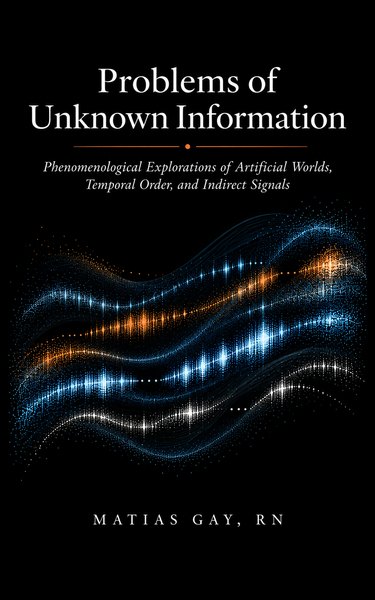 Problems of
Unknown Information
Phenomenological Explorations of Artificial Worlds,
Temporal Order, and Indirect Signals
MATIAS GAY, RN